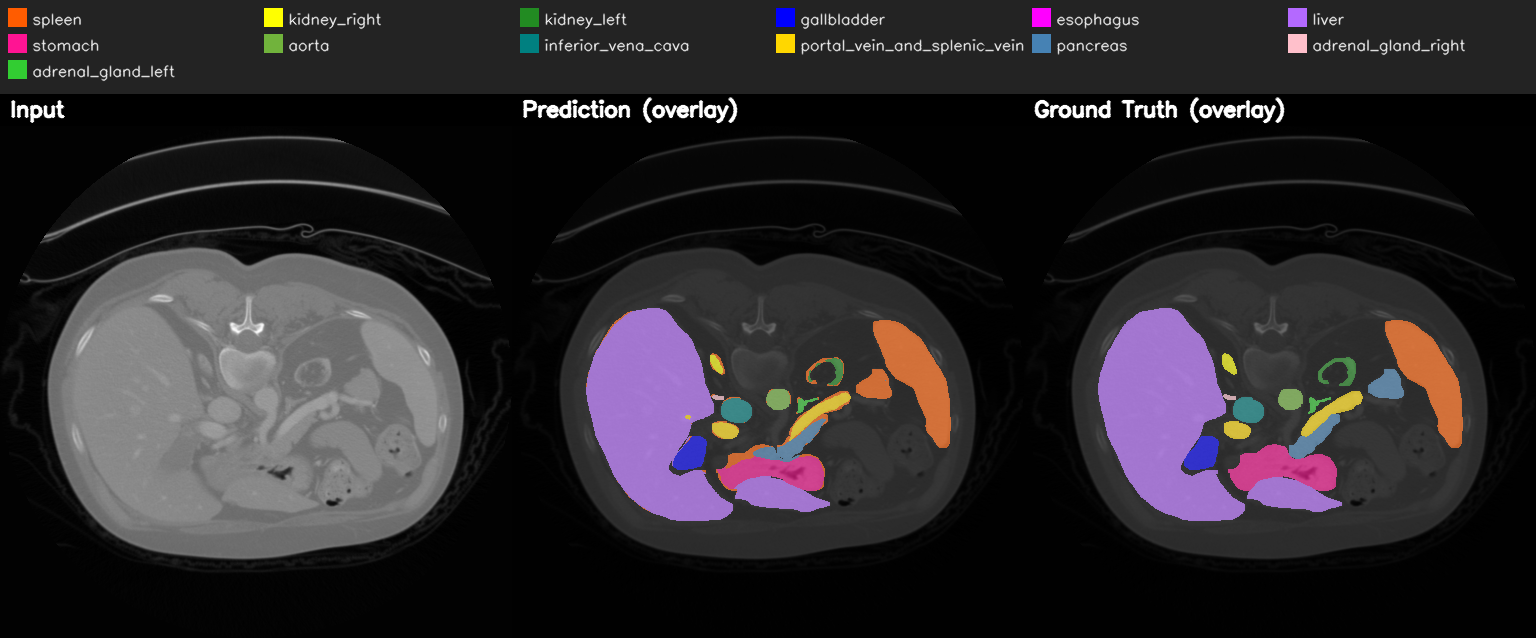 spleen kidney_right kidney_left gallbladder esophagus liver
stomach aorta inferior_vena_cava portal_vein_and_splenic_vein pancreas adrenal_gland_right
adrenal_gland_left
Input Prediction (overlay) Ground Truth (overlay)